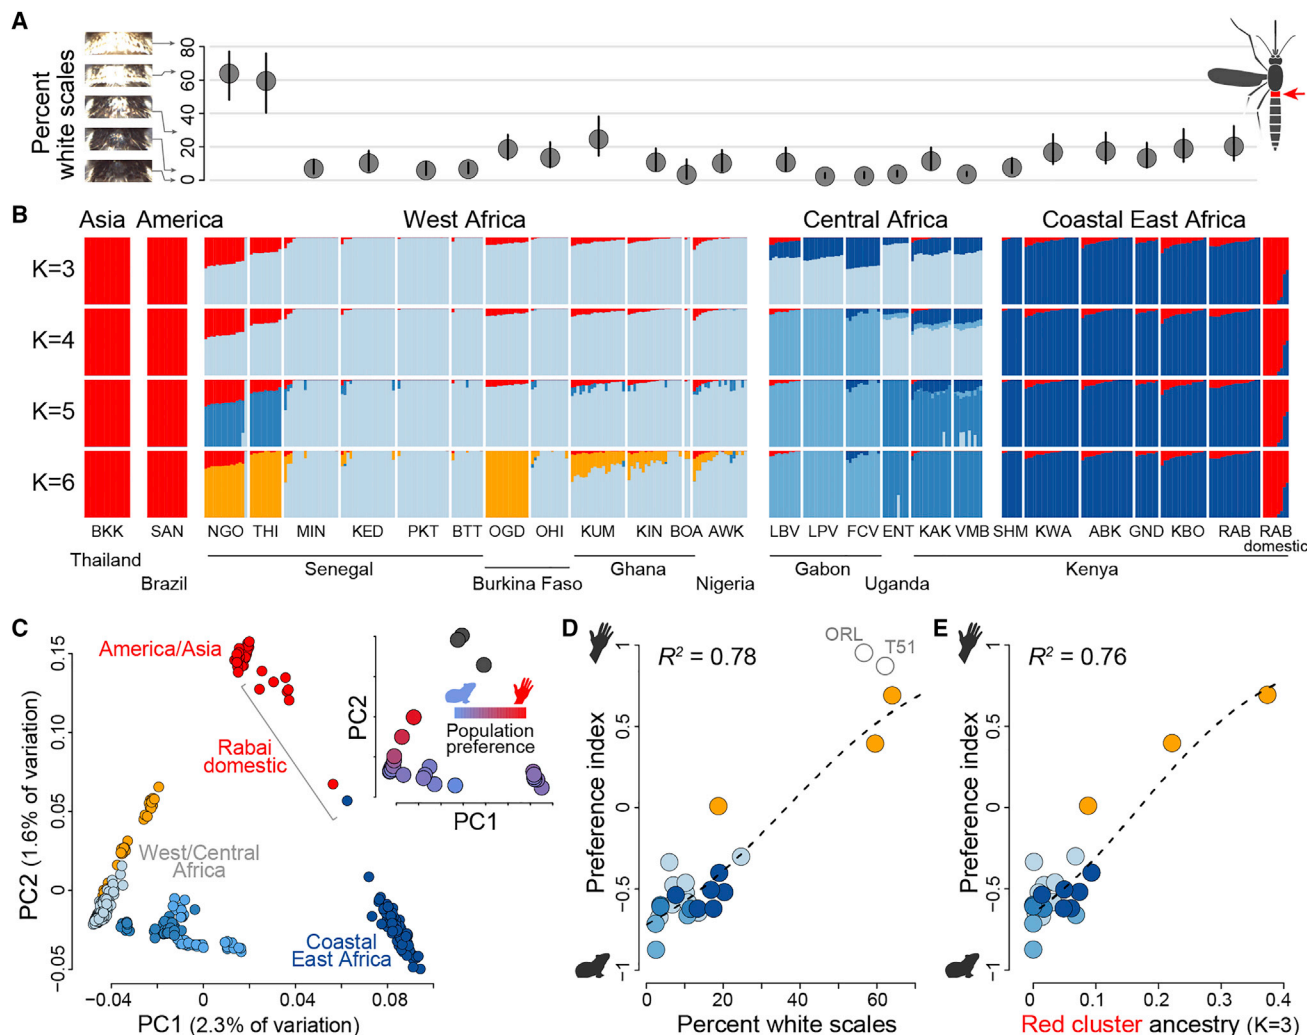 A
Percent
white scales
80
60
40
20
0
B
Asia America West Africa Central Africa Coastal East Africa
K=3
K=4
K=5
K=6
BKK SAN NGO THI MIN KED PKT BTT OGD OHI KUM KIN BOA AWK LBV LPV FCV ENT KAK VMB SHM KWA ABK GND KBO RAB RAB
domestic
Thailand Senegal Ghana Gabon Kenya
Brazil Burkina Faso Nigeria Uganda
C
America/Asia
Rabai
domestic
West/Central
Africa
Coastal
East Africa
PC2 (1.6% of variation)
0.15
0.10
0.05
0
−0.05
−0.04 0 0.04 0.08
PC1 (2.3% of variation)
PC2
Population
preference
PC1
D
R² = 0.78
ORL
T51
Preference index
1
0.5
0
−0.5
−1
0 20 40 60
Percent white scales
E
R² = 0.76
Preference index
1
0.5
0
−0.5
−1
0 0.1 0.2 0.3 0.4
Red cluster ancestry (K=3)